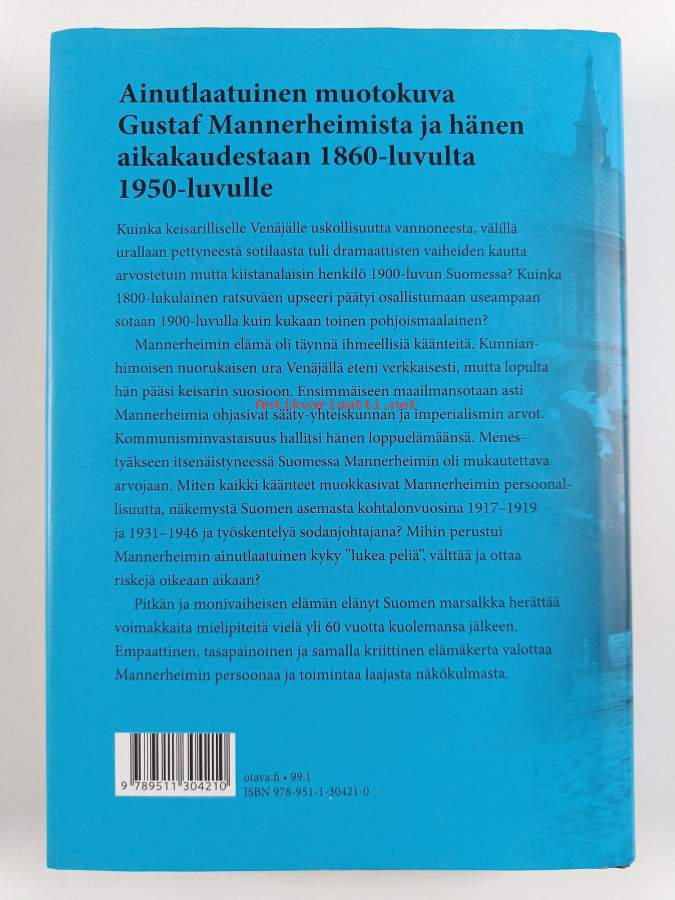 Ainutlaatuinen muotokuva
Gustaf Mannerheimista ja hänen
aikakaudestaan 1860-luvulta
1950-luvulle
Kuinka keisarilliselle Venäjälle uskollisuutta vannoneesta, välillä
urallaan pettyneestä sotilaasta tuli dramaattisten vaiheiden kautta
arvostetuin mutta kiistanalaisin henkilö 1900-luvun Suomessa? Kuinka
1800-lukulainen ratsuväen upseeri päätyi osallistumaan useampaan
sotaan 1900-luvulla kuin kukaan toinen pohjoismaalainen?
Mannerheimin elämä oli täynnä ihmeellisiä käänteitä. Kunnian-
himoisen nuorukaisen ura Venäjällä eteni verkkaisesti, mutta lopulta
hän pääsi keisarin suosioon. Ensimmäiseen maailmansotaan asti
Antikvariaatti.net
Mannerheimia ohjasivat sääty-yhteiskunnan ja imperialismin arvot.
Kommunisminvastaisuus hallitsi hänen loppuelämäänsä. Menes-
tyäkseen itsenäistyneessä Suomessa Mannerheimin oli mukautettava
arvojaan. Miten kaikki käänteet muokkasivat Mannerheimin persoonal-
lisuutta, näkemystä Suomen asemasta kohtalonvuosina 1917–1919
ja 1931–1946 ja työskentelyä sodanjohtajana? Mihin perustui
Mannerheimin ainutlaatuinen kyky ”lukea peliä”, välttää ja ottaa
riskejä oikeaan aikaan?
Pitkän ja monivaiheisen elämän elänyt Suomen marsalkka herättää
voimakkaita mielipiteitä vielä yli 60 vuotta kuolemansa jälkeen.
Empaattinen, tasapainoinen ja samalla kriittinen elämäkerta valottaa
Mannerheimin persoonaa ja toimintaa laajasta näkökulmasta.
9 789511 304210
otava.fi • 99.1
ISBN 978-951-1-30421-0